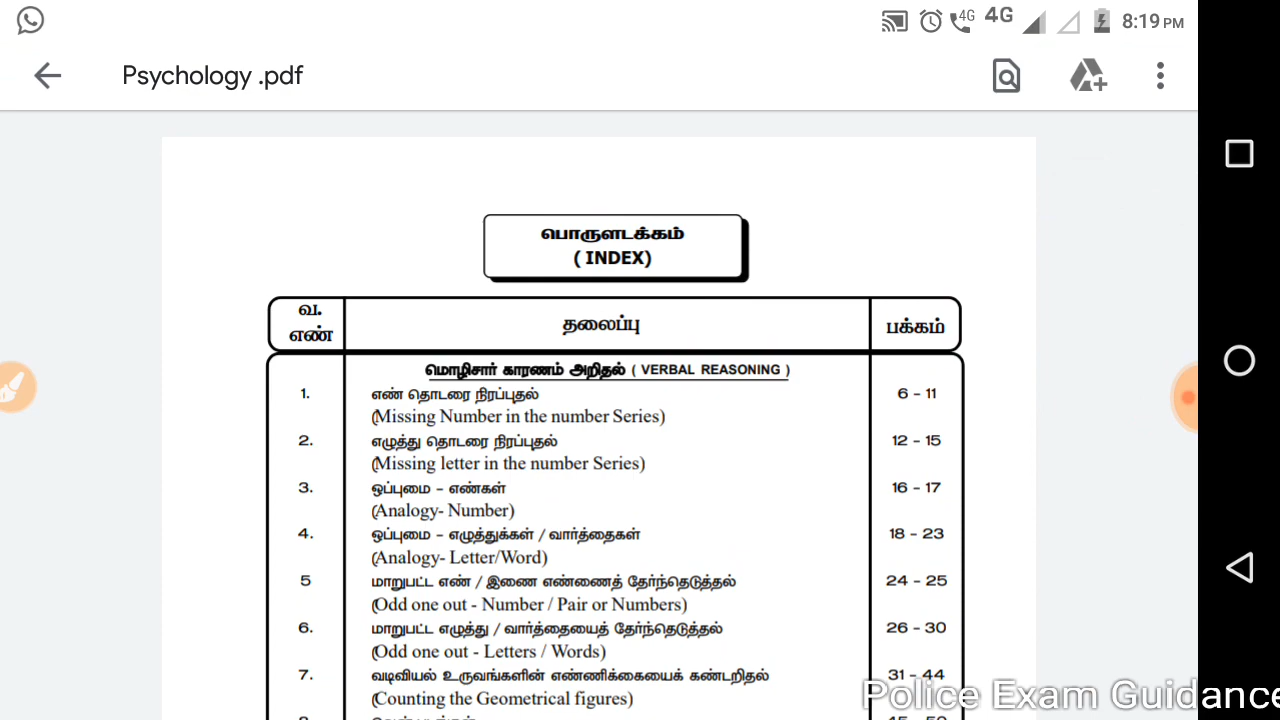 4G 4G 8:19 PM
Psychology .pdf
பொருளடக்கம்
( INDEX)
வ. எண் தலைப்பு பக்கம்
மொழிசார் காரணம் அறிதல் ( VERBAL REASONING )
1. எண் தொடரை நிரப்புதல் 6 - 11
(Missing Number in the number Series)
2. எழுத்து தொடரை நிரப்புதல் 12 - 15
(Missing letter in the number Series)
3. ஒப்புமை - எண்கள் 16 - 17
(Analogy- Number)
4. ஒப்புமை - எழுத்துக்கள் / வார்த்தைகள் 18 - 23
(Analogy- Letter/Word)
5 மாறுபட்ட எண் / இணை எண்ணைத் தேர்ந்தெடுத்தல் 24 - 25
(Odd one out - Number / Pair or Numbers)
6. மாறுபட்ட எழுத்து / வார்த்தையைத் தேர்ந்தெடுத்தல் 26 - 30
(Odd one out - Letters / Words)
7. வடிவியல் உருவங்களின் எண்ணிக்கையைக் கண்டறிதல் 31 - 44
(Counting the Geometrical figures)
Police Exam Guidance